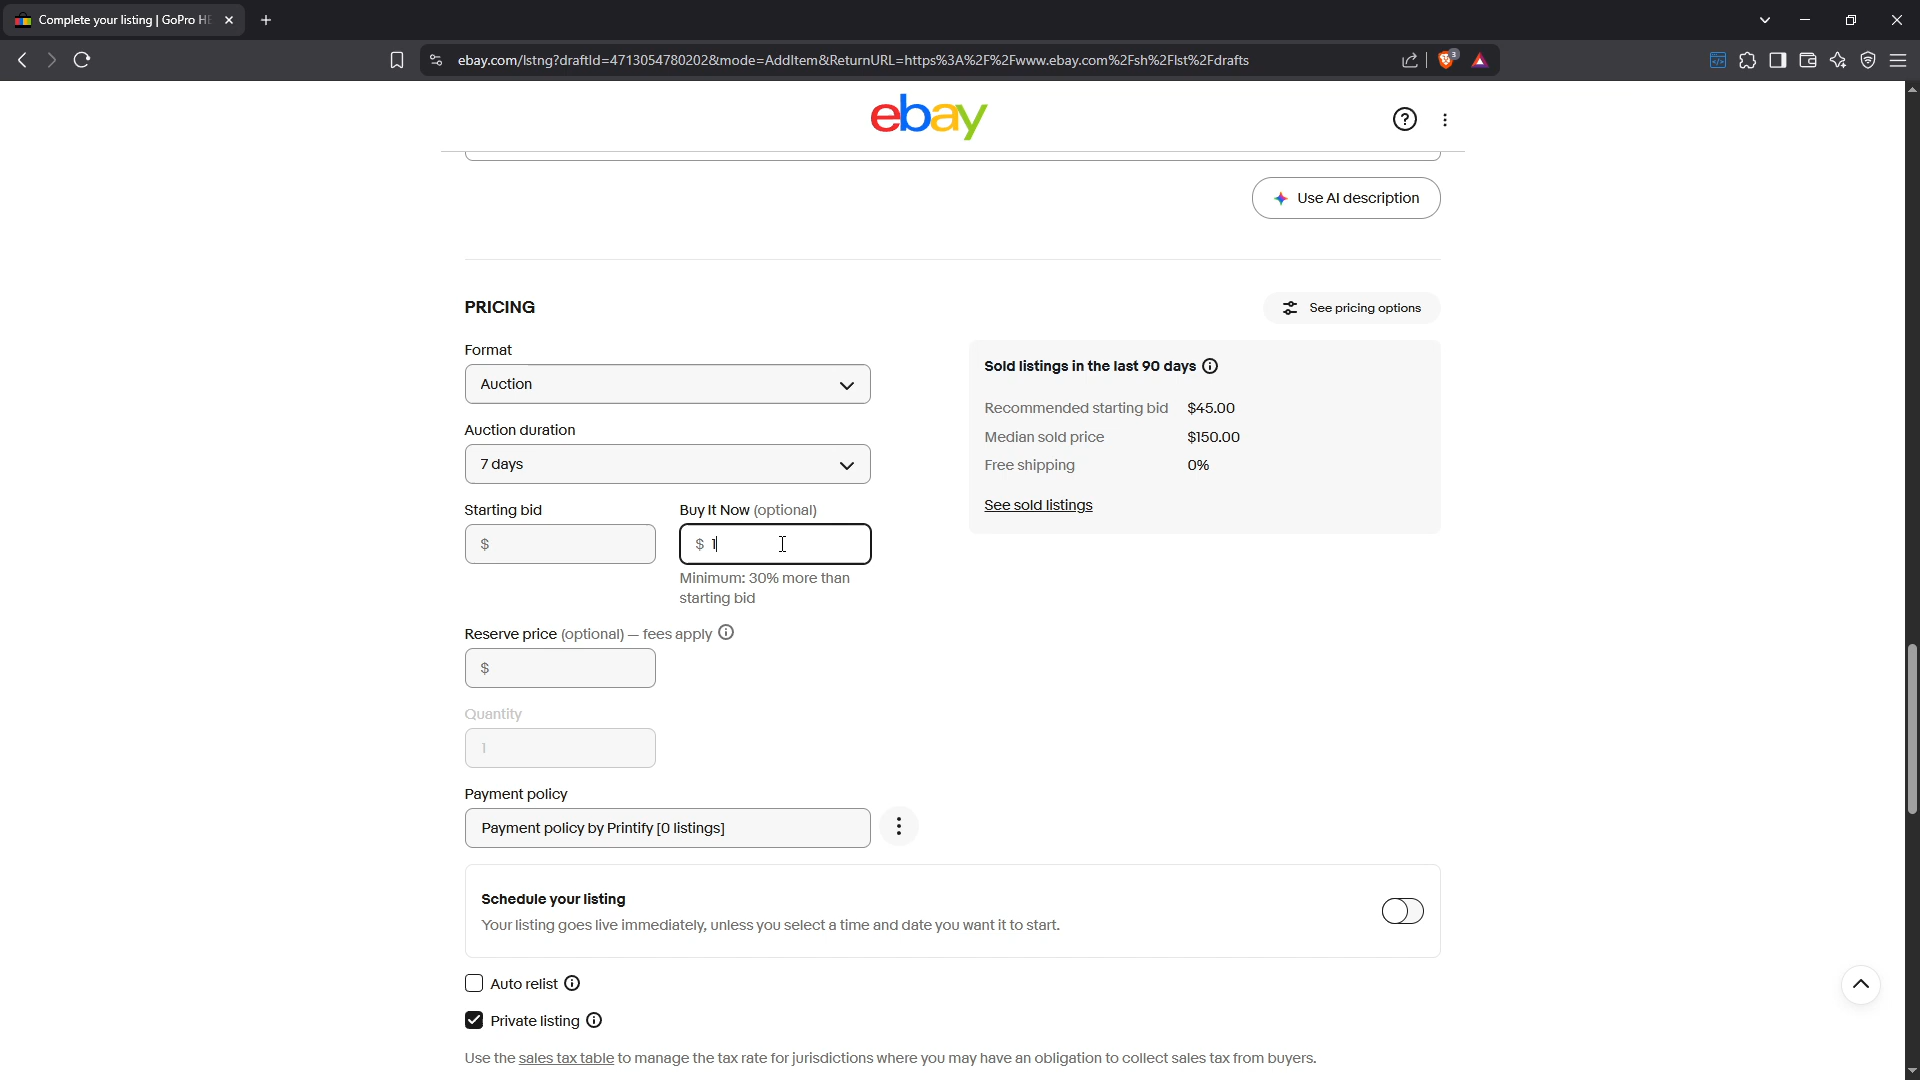 Complete your listing | GoPro HE
ebay.com/lstng?draftId=4713054780202&mode=AddItem&ReturnURL=https%3A%2F%2Fwww.ebay.com%2Fsh%2Flst%2Fdrafts
3
ebay
Use AI description
PRICING
See pricing options
Format
Auction
Sold listings in the last 90 days
Recommended starting bid $45.00
Auction duration
Median sold price $150.00
7 days
Free shipping 0%
See sold listings
Starting bid
Buy It Now (optional)
$
$ 1
Minimum: 30% more than
starting bid
Reserve price (optional) – fees apply
$
Quantity
1
Payment policy
Payment policy by Printify [0 listings]
Schedule your listing
Your listing goes live immediately, unless you select a time and date you want it to start.
Auto relist
Private listing
Use the sales tax table to manage the tax rate for jurisdictions where you may have an obligation to collect sales tax from buyers.